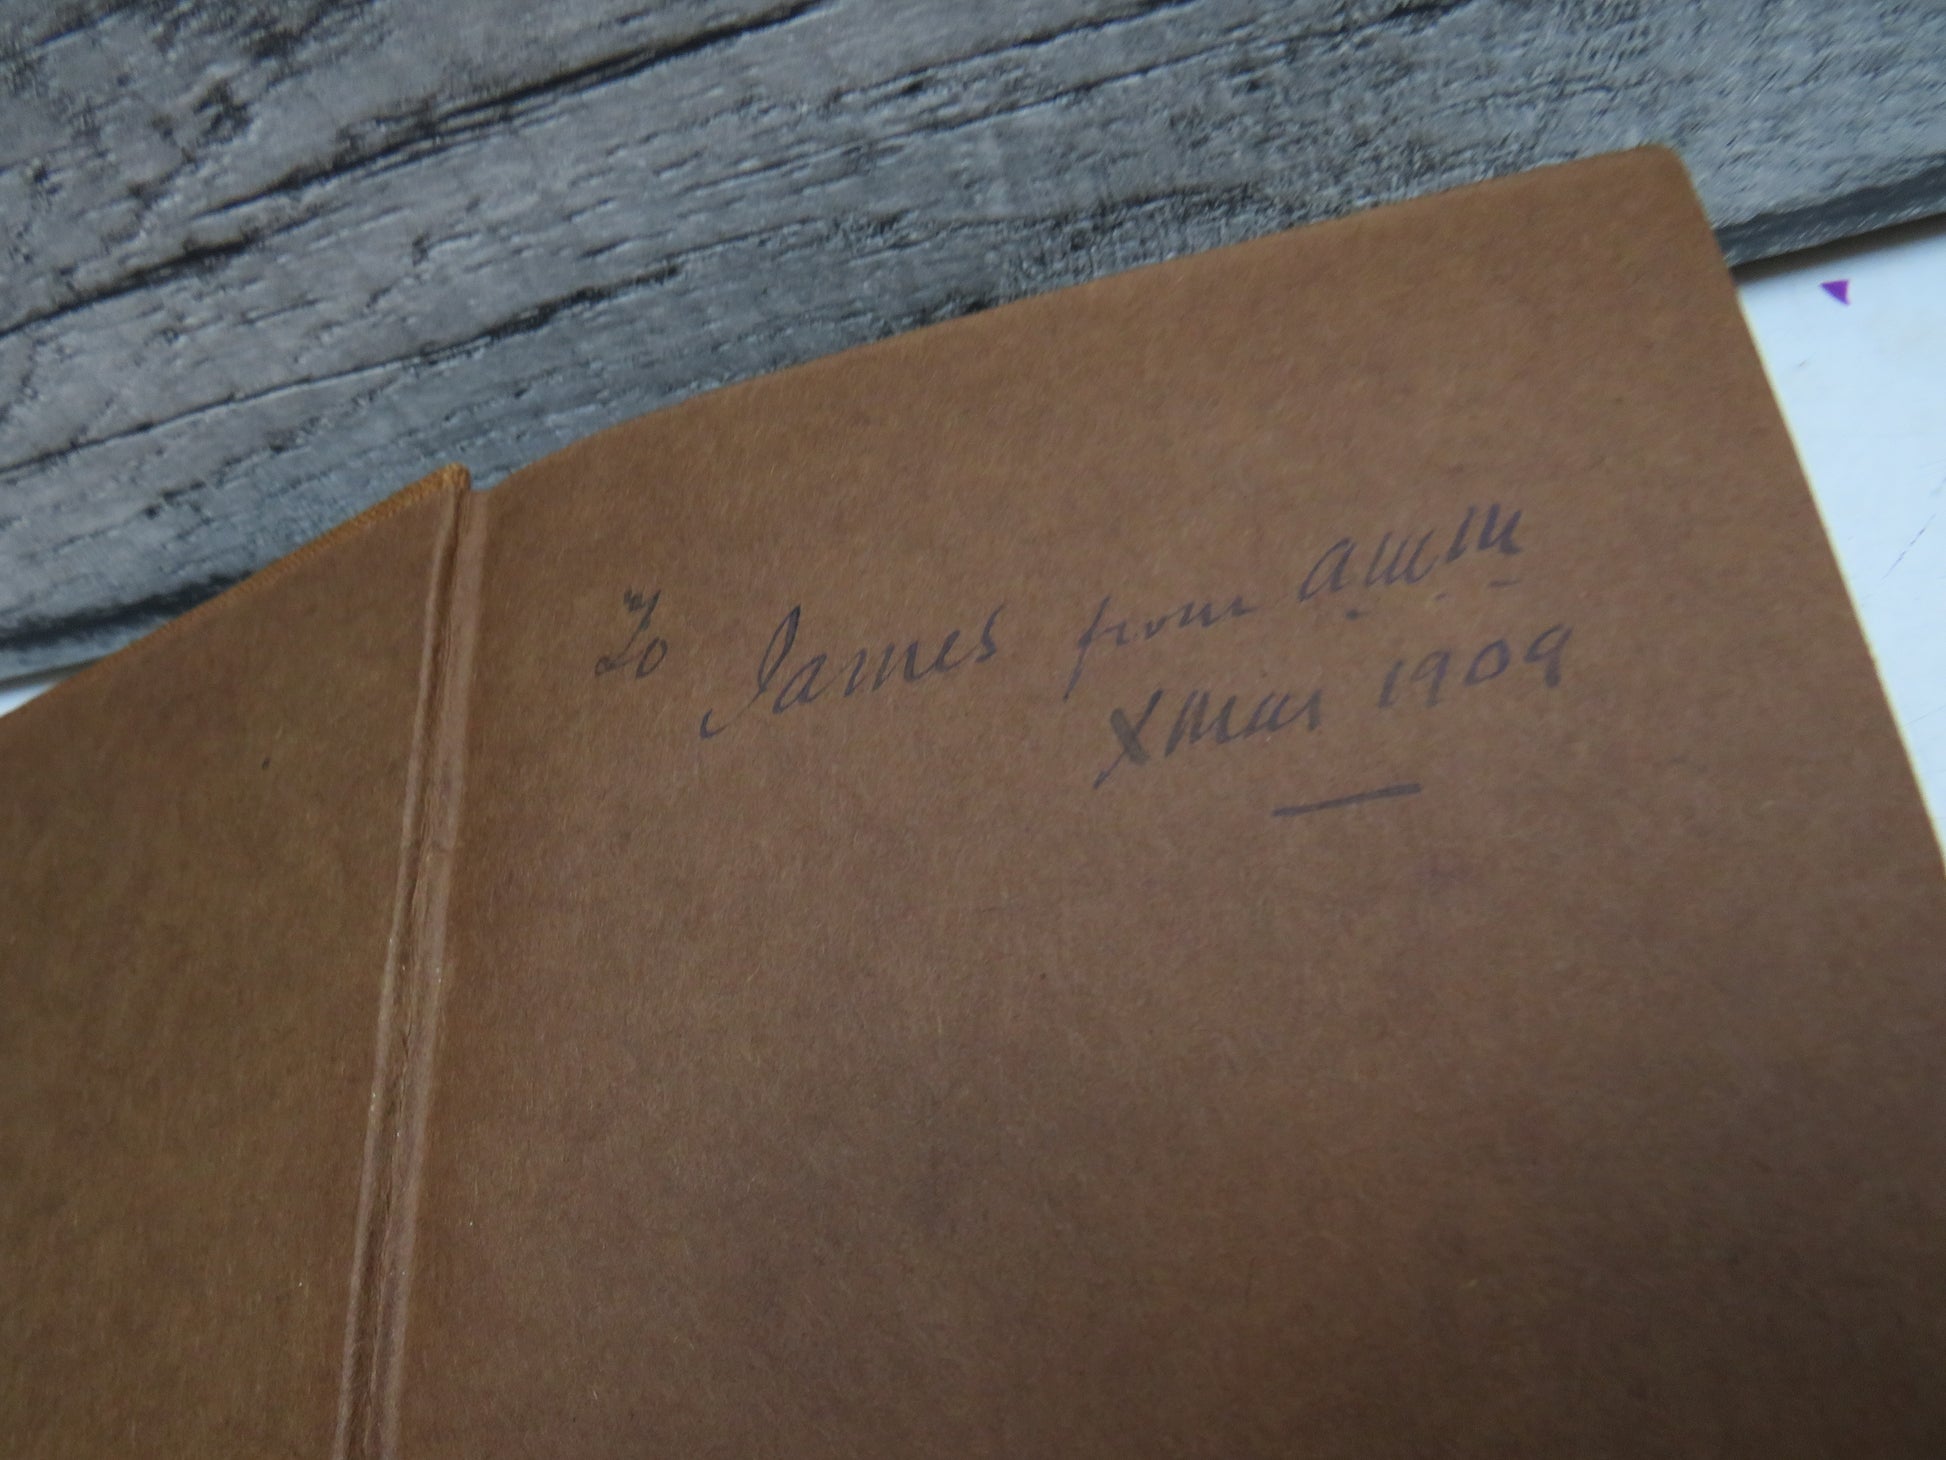 To James from A.M.M.
Xmas 1909